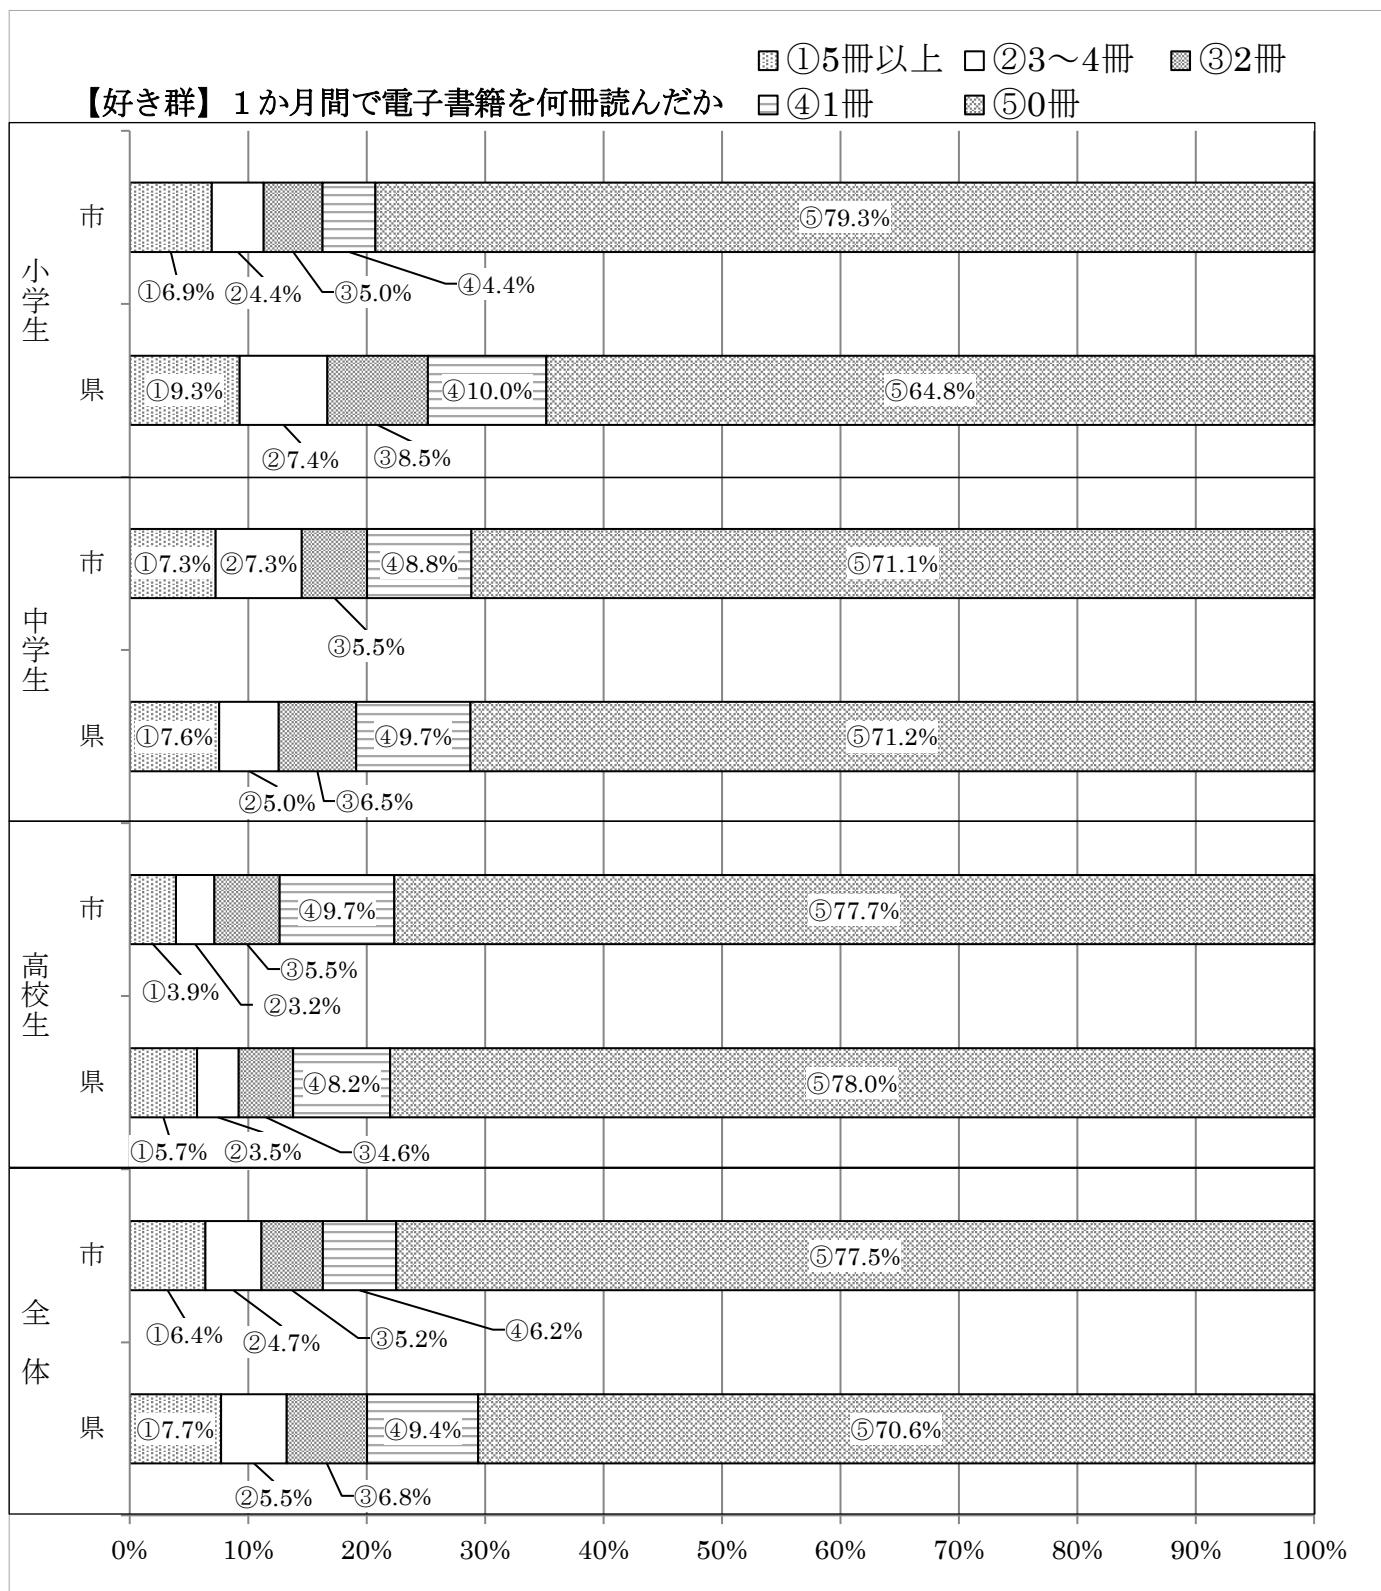 ①5冊以上 ②3～4冊 ③2冊
【好き群】１か月間で電子書籍を何冊読んだか ④1冊 ⑤0冊
小学生
市
⑤79.3%
①6.9% ②4.4% ③5.0% ④4.4%
県
①9.3% ④10.0% ⑤64.8%
②7.4% ③8.5%
中学生
市
①7.3% ②7.3% ④8.8% ⑤71.1%
③5.5%
県
①7.6% ④9.7% ⑤71.2%
②5.0% ③6.5%
高校生
市
④9.7% ⑤77.7%
③5.5%
①3.9% ②3.2%
県
④8.2% ⑤78.0%
①5.7% ②3.5% ③4.6%
全体
市
⑤77.5%
①6.4% ②4.7% ③5.2% ④6.2%
県
①7.7% ④9.4% ⑤70.6%
②5.5% ③6.8%
0% 10% 20% 30% 40% 50% 60% 70% 80% 90% 100%